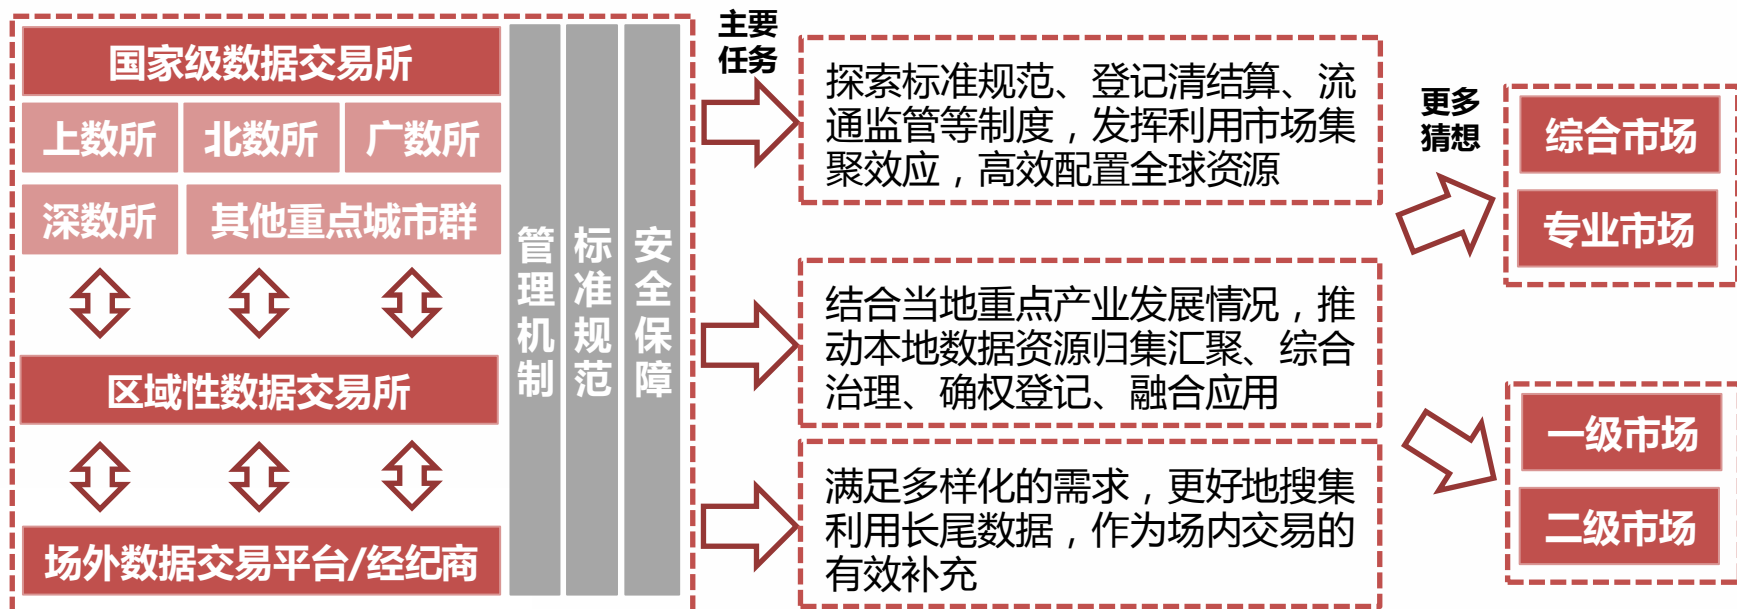 国家级数据交易所
上数所
北数所
广数所
深数所
其他重点城市群
区域性数据交易所
场外数据交易平台/经纪商
管理机制
标准规范
安全保障
主要
任务
探索标准规范、登记清结算、流
通监管等制度，发挥利用市场集
聚效应，高效配置全球资源
结合当地重点产业发展情况，推
动本地数据资源归集汇聚、综合
治理、确权登记、融合应用
满足多样化的需求，更好地搜集
利用长尾数据，作为场内交易的
有效补充
更多
猜想
综合市场
专业市场
一级市场
二级市场